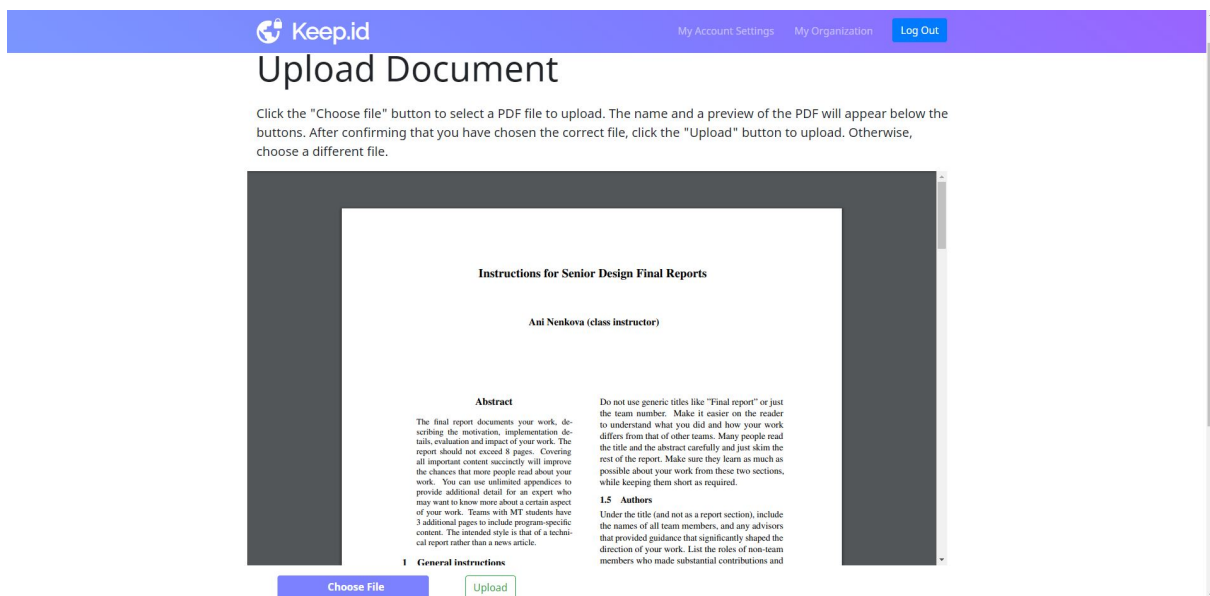 Keep.id
My Account Settings
My Organization
Log Out
Upload Document
Click the "Choose file" button to select a PDF file to upload. The name and a preview of the PDF will appear below the
buttons. After confirming that you have chosen the correct file, click the "Upload" button to upload. Otherwise,
choose a different file.
Instructions for Senior Design Final Reports
Ani Nenkova (class instructor)
Abstract
The final report documents your work, de-
scribing the motivation, implementation de-
tails, evaluation and impact of your work. The
report should not exceed 8 pages. Covering
all important content succinctly will improve
the chances that more people read about your
work. You can use unlimited appendices to
provide additional detail for an expert who
may want to know more about a certain aspect
of your work. Teams with MT students have
3 additional pages to include program-specific
content. The intended style is that of a techni-
cal report rather than a news article.
1 General instructions
Do not use generic titles like "Final report" or just
the team number. Make it easier on the reader
to understand what you did and how your work
differs from that of other teams. Many people read
the title and the abstract carefully and just skim the
rest of the report. Make sure they learn as much as
possible about your work from these two sections,
while keeping them short as required.
1.5 Authors
Under the title (and not as a report section), include
the names of all team members, and any advisors
that provided guidance that significantly shaped the
direction of your work. List the roles of non-team
members who made substantial contributions and
Choose File
Upload